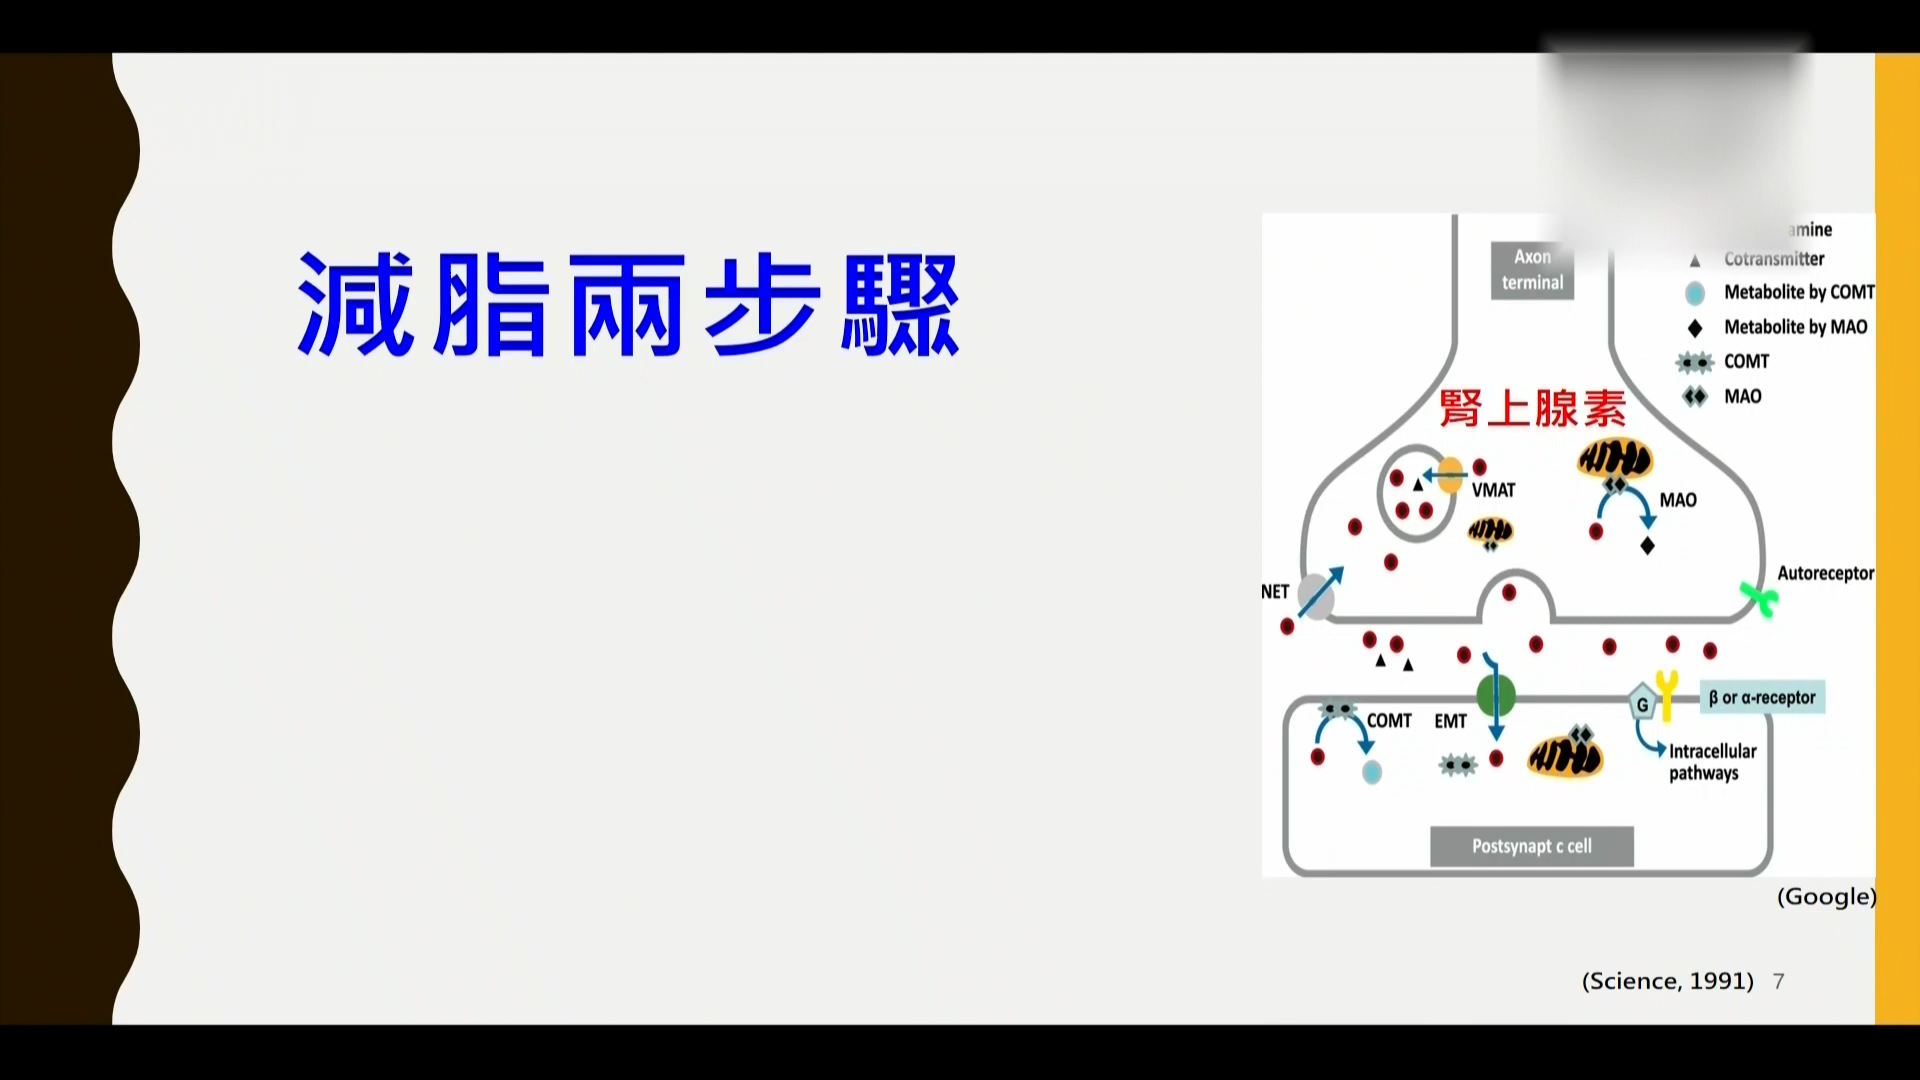 減脂兩步驟
Axon
terminal
amine
Cotransmitter
Metabolite by COMT
Metabolite by MAO
COMT
MAO
腎上腺素
VMAT
MAO
NET
Autoreceptor
COMT
EMT
G
β or α-receptor
Intracellular
pathways
Postsynapt c cell
(Google)
(Science, 1991)
7